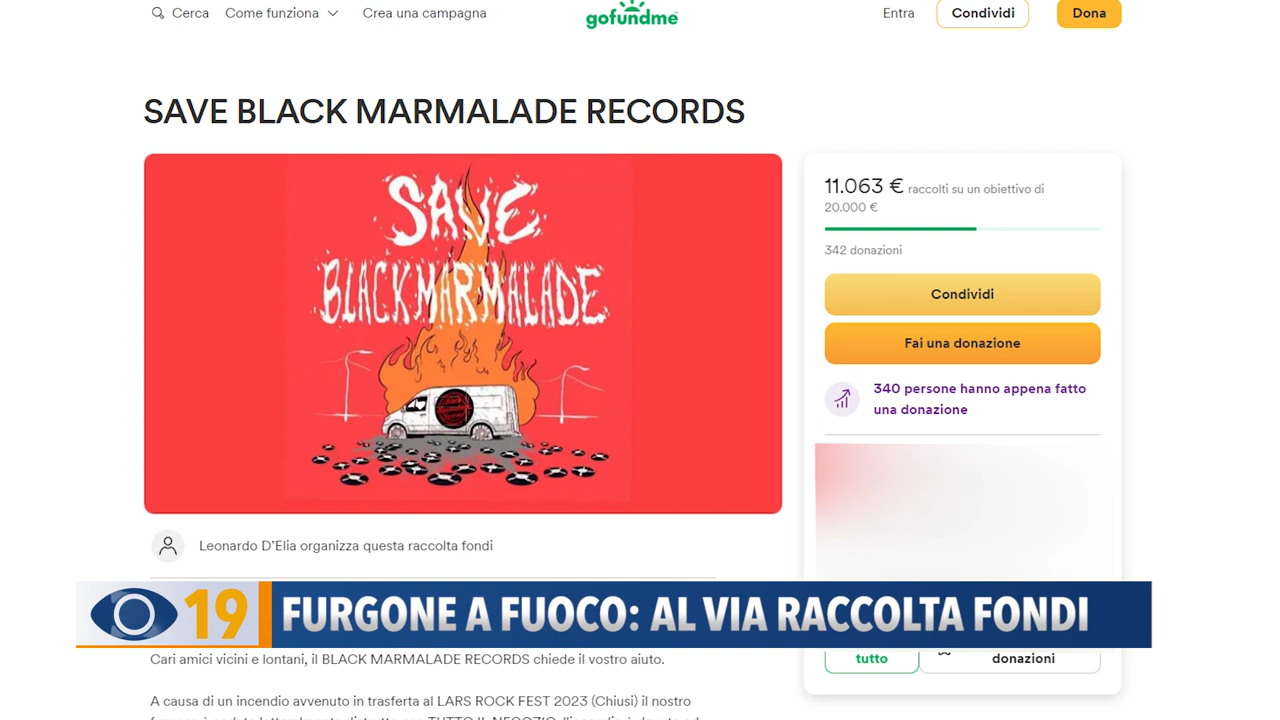 Cerca Come funziona Crea una campagna gofundme Entra Condividi Dona
SAVE BLACK MARMALADE RECORDS
SAVE
BLACK MARMALADE
11.063 € raccolti su un obiettivo di
20.000 €
342 donazioni
Condividi
Fai una donazione
340 persone hanno appena fatto
una donazione
Leonardo D'Elia organizza questa raccolta fondi
19 FURGONE A FUOCO: AL VIA RACCOLTA FONDI
Cari amici vicini e lontani, il BLACK MARMALADE RECORDS chiede il vostro aiuto.
tutto donazioni
A causa di un incendio avvenuto in trasferta al LARS ROCK FEST 2023 (Chiusi) il nostro